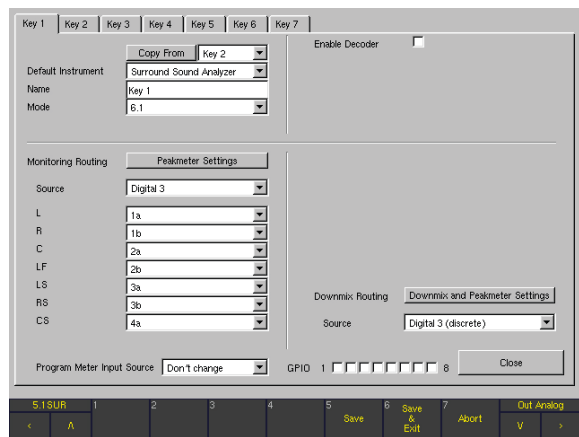 Key 1 Key 2 Key 3 Key 4 Key 5 Key 6 Key 7
Copy From Key 2 Enable Decoder
Default Instrument Surround Sound Analyzer
Name Key 1
Mode 6.1
Monitoring Routing Peakmeter Settings
Source Digital 3
L 1a
R 1b
C 2a
LF 2b
LS 3a
RS 3b
CS 4a
Downmix Routing Downmix and Peakmeter Settings
Source Digital 3 (discrete)
Program Meter Input Source Don't change GPIO 1 8 Close
5.1SUR 1 2 3 4 5 6 7 Out Analog
< Λ Save Save & Exit Abort V >